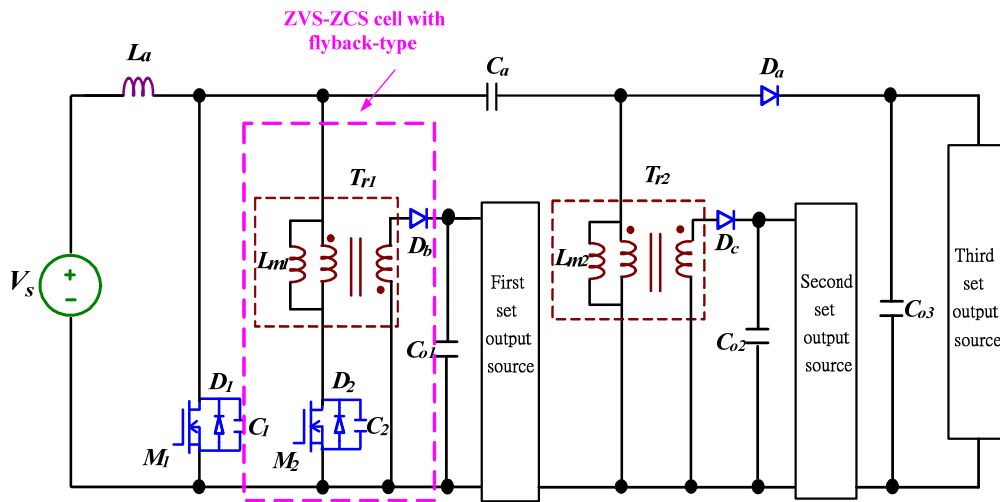 ZVS-ZCS cell with
flyback-type
La
Ca
Da
Tr1
Tr2
Db
Dc
Lm1
Lm2
Vs
+
−
First
set
output
source
Second
set
output
source
Third
set
output
source
Co1
Co2
Co3
D1
D2
C1
C2
M1
M2